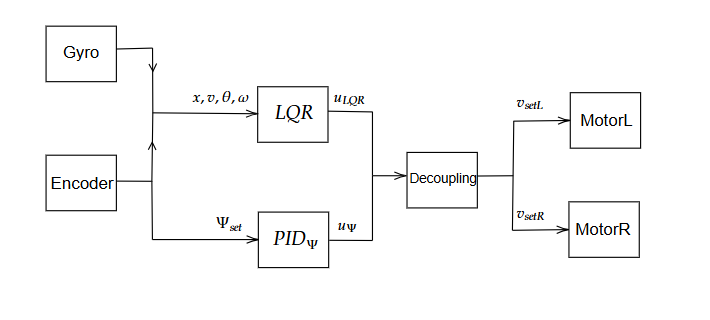 Gyro
x, v, θ, ω
LQR
u_LQR
v_setL
MotorL
Encoder
Decoupling
Ψ_set
PID_Ψ
u_Ψ
v_setR
MotorR